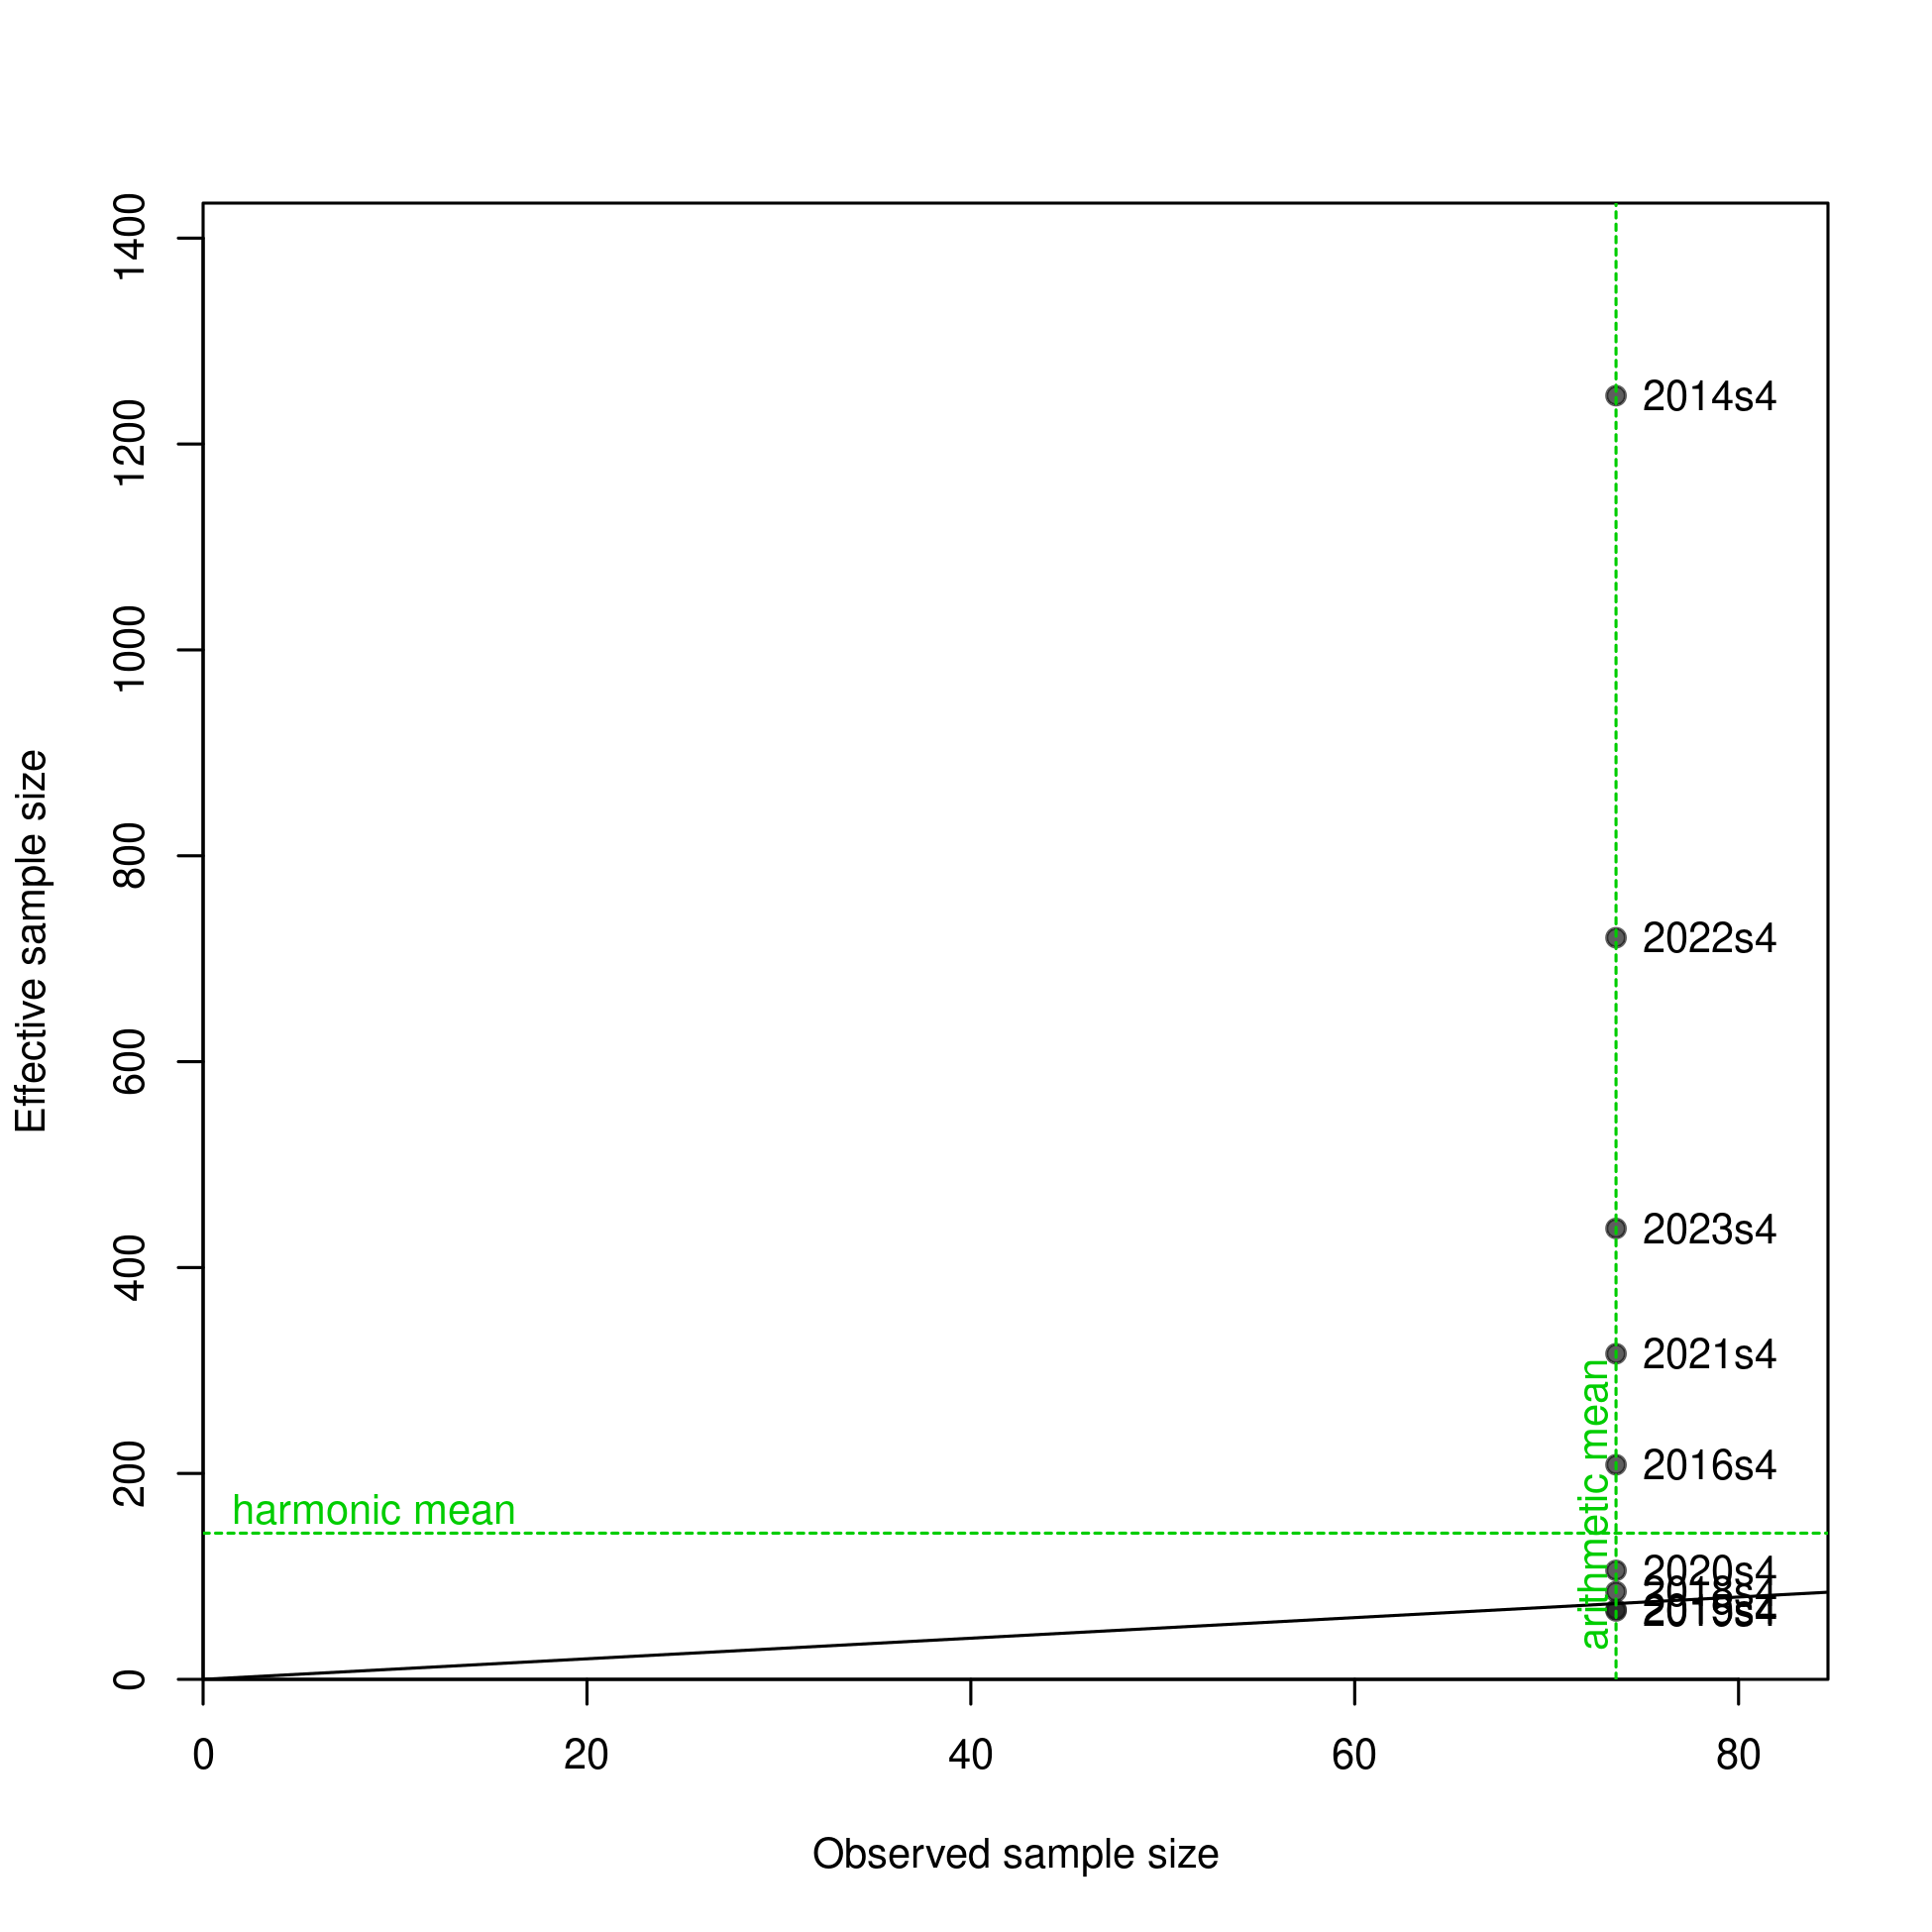 1400
1200
1000
800
600
400
200
0
Effective sample size
2014s4
2022s4
2023s4
2021s4
2016s4
2020s4
2018s4
harmonic mean
arithmetic mean
0 20 40 60 80
Observed sample size